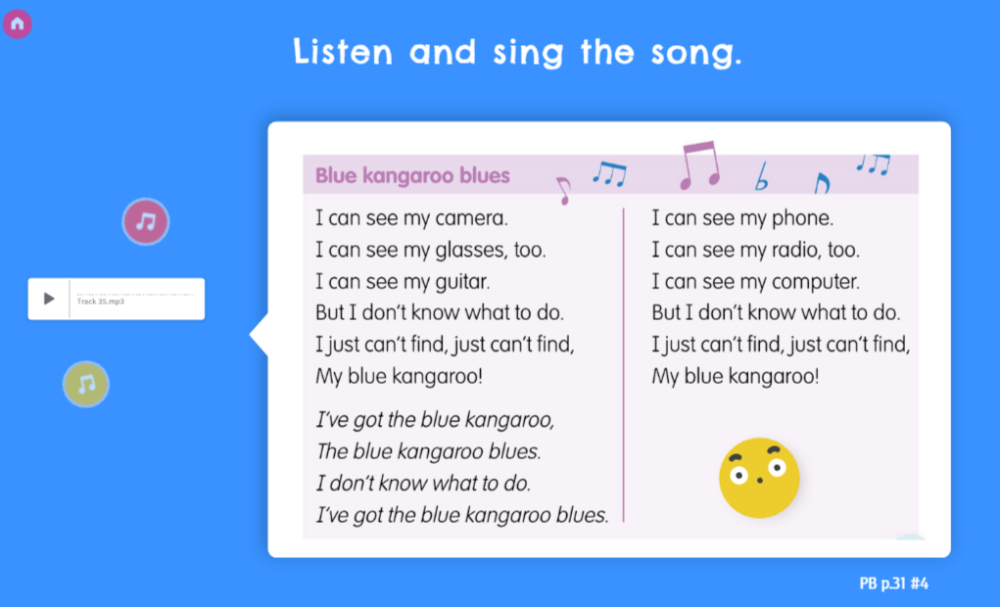 Listen and sing the song.
Track 35.mp3
Blue kangaroo blues
I can see my camera.
I can see my glasses, too.
I can see my guitar.
But I don't know what to do.
I just can't find, just can't find,
My blue kangaroo!
I've got the blue kangaroo,
The blue kangaroo blues.
I don't know what to do.
I've got the blue kangaroo blues.
I can see my phone.
I can see my radio, too.
I can see my computer.
But I don't know what to do.
I just can't find, just can't find,
My blue kangaroo!
PB p.31 #4